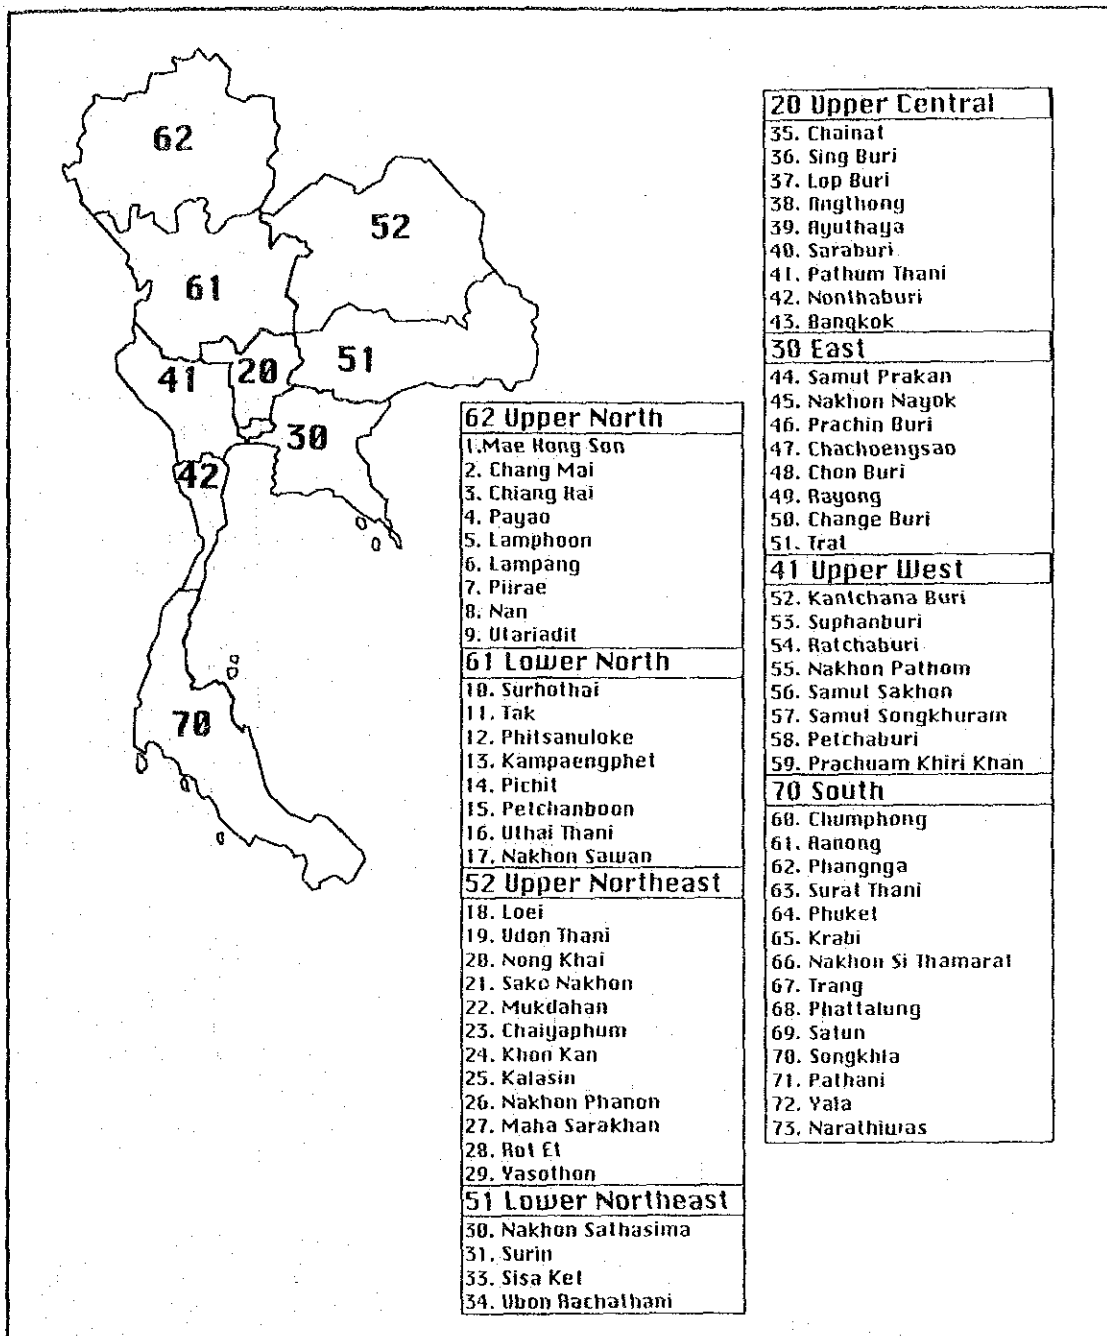 62
52
61
51
41
20
30
42
70
62 Upper North
1.Mae Hong Son
2. Chang Mai
3. Chiang Rai
4. Payao
5. Lamphoon
6. Lampang
7. Piirae
8. Nan
9. Utariadit
61 Lower North
10. Surhothai
11. Tak
12. Phitsanuloke
13. Kampaengphet
14. Pichit
15. Petchanboon
16. Uthai Thani
17. Nakhon Sawan
52 Upper Northeast
18. Loei
19. Udon Thani
20. Nong Khai
21. Sako Nakhon
22. Mukdahan
23. Chaiyaphum
24. Khon Kan
25. Kalasin
26. Nakhon Phanon
27. Maha Sarakhan
28. Rot Et
29. Yasothon
51 Lower Northeast
30. Nakhon Sathasima
31. Surin
33. Sisa Ket
34. Ubon Rachathani
20 Upper Central
35. Chainat
36. Sing Buri
37. Lop Buri
38. Angthong
39. Ayuthaya
40. Saraburi
41. Pathum Thani
42. Nonthaburi
43. Bangkok
30 East
44. Samut Prakan
45. Nakhon Nayok
46. Prachin Buri
47. Chachoengsao
48. Chon Buri
49. Rayong
50. Change Buri
51. Trat
41 Upper West
52. Kantchana Buri
53. Suphanburi
54. Ratchaburi
55. Nakhon Pathom
56. Samut Sakhon
57. Samut Songkhuram
58. Petchaburi
59. Prachuam Khiri Khan
70 South
60. Chumphong
61. Ranong
62. Phangnga
63. Surat Thani
64. Phuket
65. Krabi
66. Nakhon Si Thamarat
67. Trang
68. Phattalung
69. Satun
70. Songkhla
71. Pathani
72. Yala
73. Narathiwas